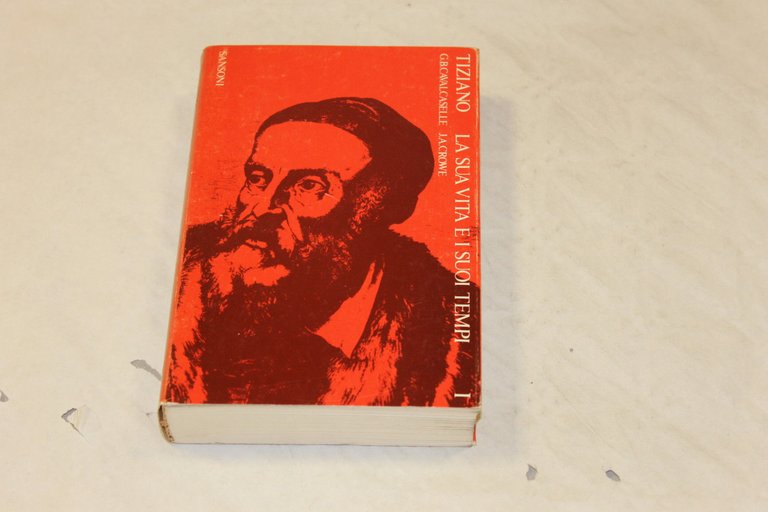 TIZIANO LA SUA VITA E I SUOI TEMPI I
G.B.CAVALCASELLE J.A.CROWE
SANSONI